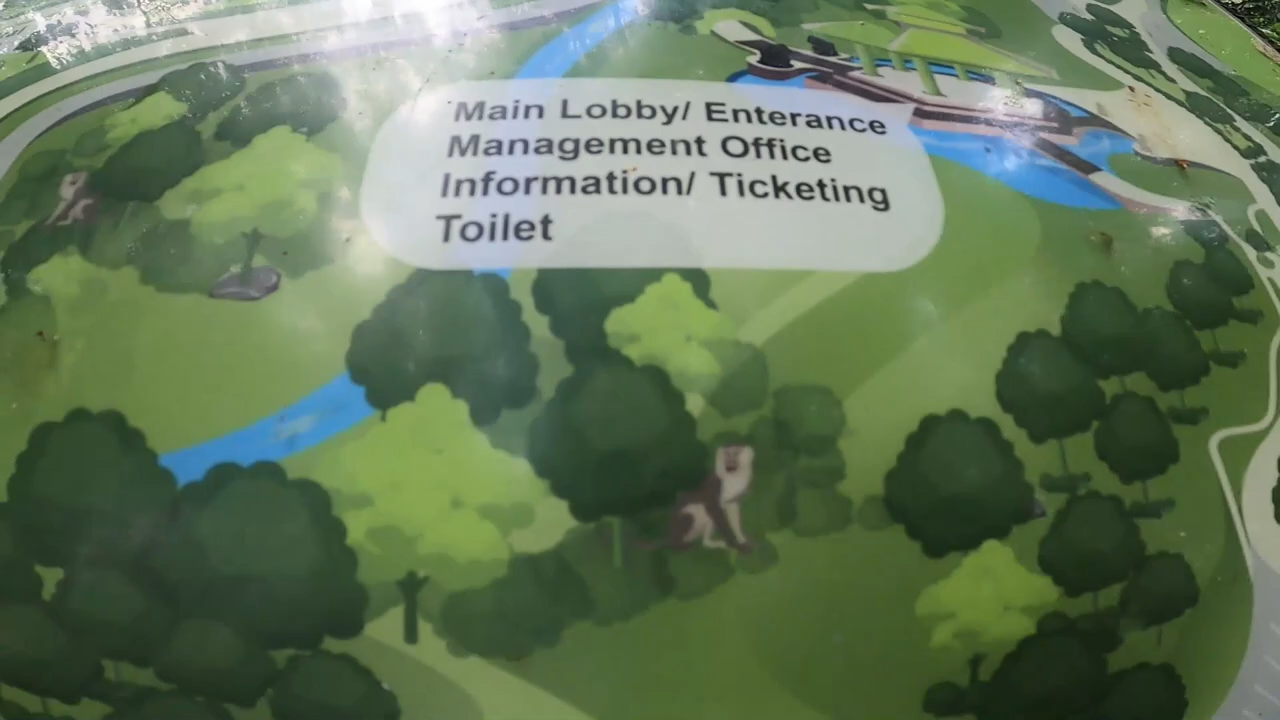 Main Lobby/ Enterance
Management Office
Information/ Ticketing
Toilet